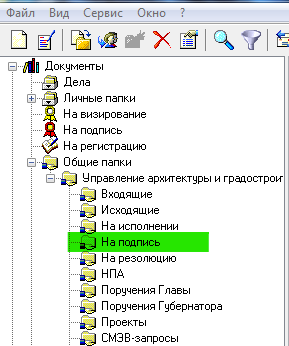 Файл Вид Сервис Окно ?
Документы
Дела
Личные папки
На визирование
На подпись
На регистрацию
Общие папки
Управление архитектуры и градостроит
Входящие
Исходящие
На исполнении
На подпись
На резолюцию
НПА
Поручения Главы
Поручения Губернатора
Проекты
СМЭВ-запросы